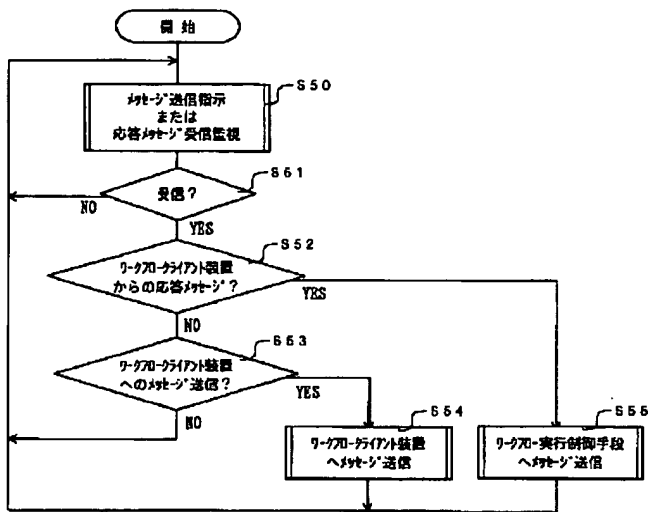 開 始
メッセージ送信指示
または
応答メッセージ受信監視
S50
受信?
S51
NO
YES
ワークフロークライアント装置
からの応答メッセージ?
S52
YES
NO
ワークフロークライアント装置
へのメッセージ送信?
S53
YES
NO
ワークフロークライアント装置
へメッセージ送信
S54
ワークフロー実行制御手段
へメッセージ送信
S55